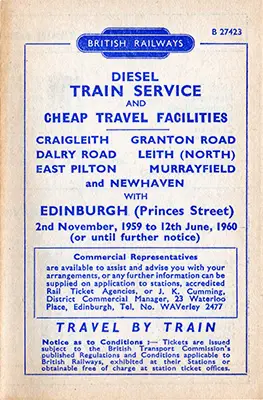 B 27423
BRITISH RAILWAYS
DIESEL
TRAIN SERVICE
AND
CHEAP TRAVEL FACILITIES
CRAIGLEITH GRANTON ROAD
DALRY ROAD LEITH (NORTH)
EAST PILTON MURRAYFIELD
and NEWHAVEN
WITH
EDINBURGH (Princes Street)
2nd November, 1959 to 12th June, 1960
(or until further notice)
Commercial Representatives
are available to assist and advise you with your
arrangements, or any further information can be
supplied on application to stations, accredited
Rail Ticket Agencies, or J. K. Cumming,
District Commercial Manager, 23 Waterloo
Place, Edinburgh, Tel. No. WAVerley 2477
TRAVEL BY TRAIN
Notice as to Conditions :— Tickets are issued
subject to the British Transport Commission's
published Regulations and Conditions applicable to
British Railways, exhibited at their Stations or
obtainable free of charge at station ticket offices.